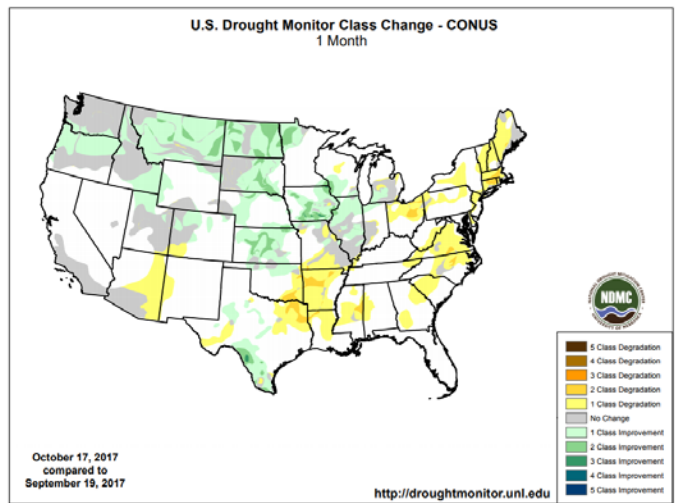 U.S. Drought Monitor Class Change - CONUS
1 Month
NDMC
5 Class Degradation
4 Class Degradation
3 Class Degradation
2 Class Degradation
1 Class Degradation
No Change
1 Class Improvement
2 Class Improvement
3 Class Improvement
4 Class Improvement
5 Class Improvement
October 17, 2017
compared to
September 19, 2017
http://droughtmonitor.unl.edu